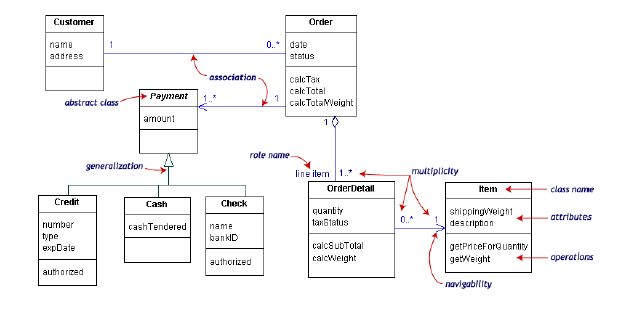 Customer
name
address
1
0..*
Order
date
status
calcTax
calcTotal
calcTotalWeight
association
abstract class
Payment
amount
1..*
1
generalization
role name
line item
1..*
multiplicity
Credit
number
type
expDate
authorized
Cash
cashTendered
Check
name
bankID
authorized
OrderDetail
quantity
taxStatus
calcSubTotal
calcWeight
0..*
1
Item
shippingWeight
description
getPriceForQuantity
getWeight
class name
attributes
operations
navigability